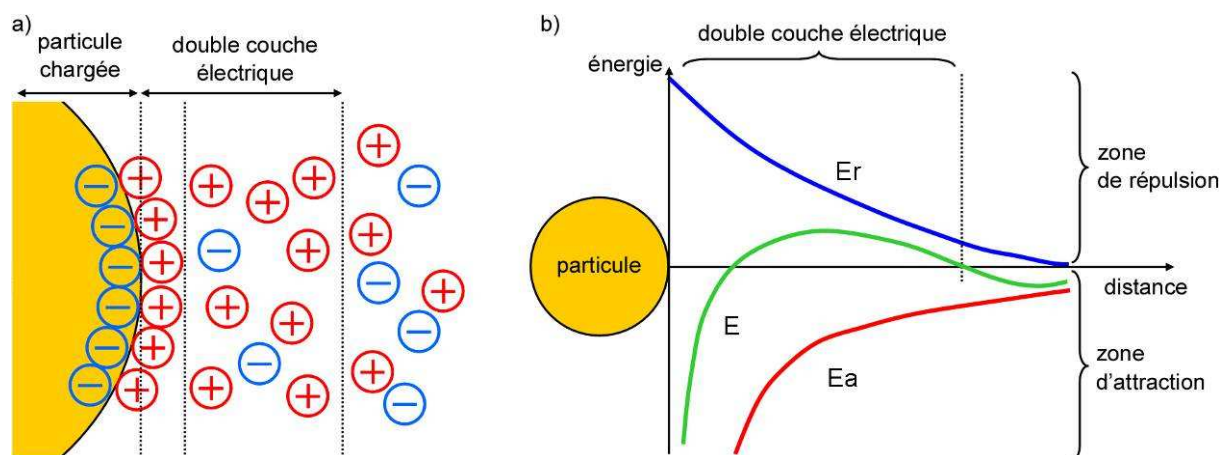 a)
particule
chargée
double couche
électrique
b)
double couche électrique
énergie
Er
zone
de répulsion
particule
distance
E
Ea
zone
d'attraction